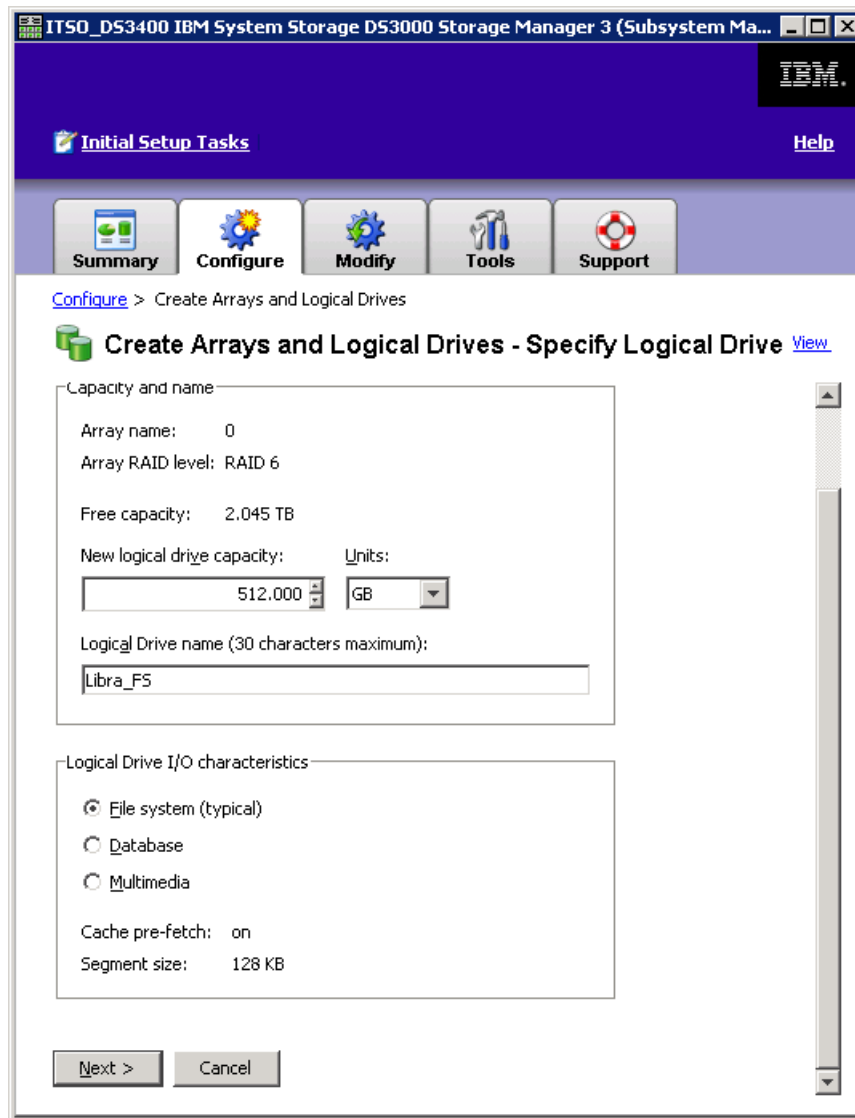 ITSO_DS3400 IBM System Storage DS3000 Storage Manager 3 (Subsystem Ma...
IBM.
Initial Setup Tasks
Help
Summary
Configure
Modify
Tools
Support
Configure > Create Arrays and Logical Drives
Create Arrays and Logical Drives - Specify Logical Drive View
Capacity and name
Array name: 0
Array RAID level: RAID 6
Free capacity: 2.045 TB
New logical drive capacity: Units:
512.000 GB
Logical Drive name (30 characters maximum):
Libra_FS
Logical Drive I/O characteristics
File system (typical)
Database
Multimedia
Cache pre-fetch: on
Segment size: 128 KB
Next > Cancel